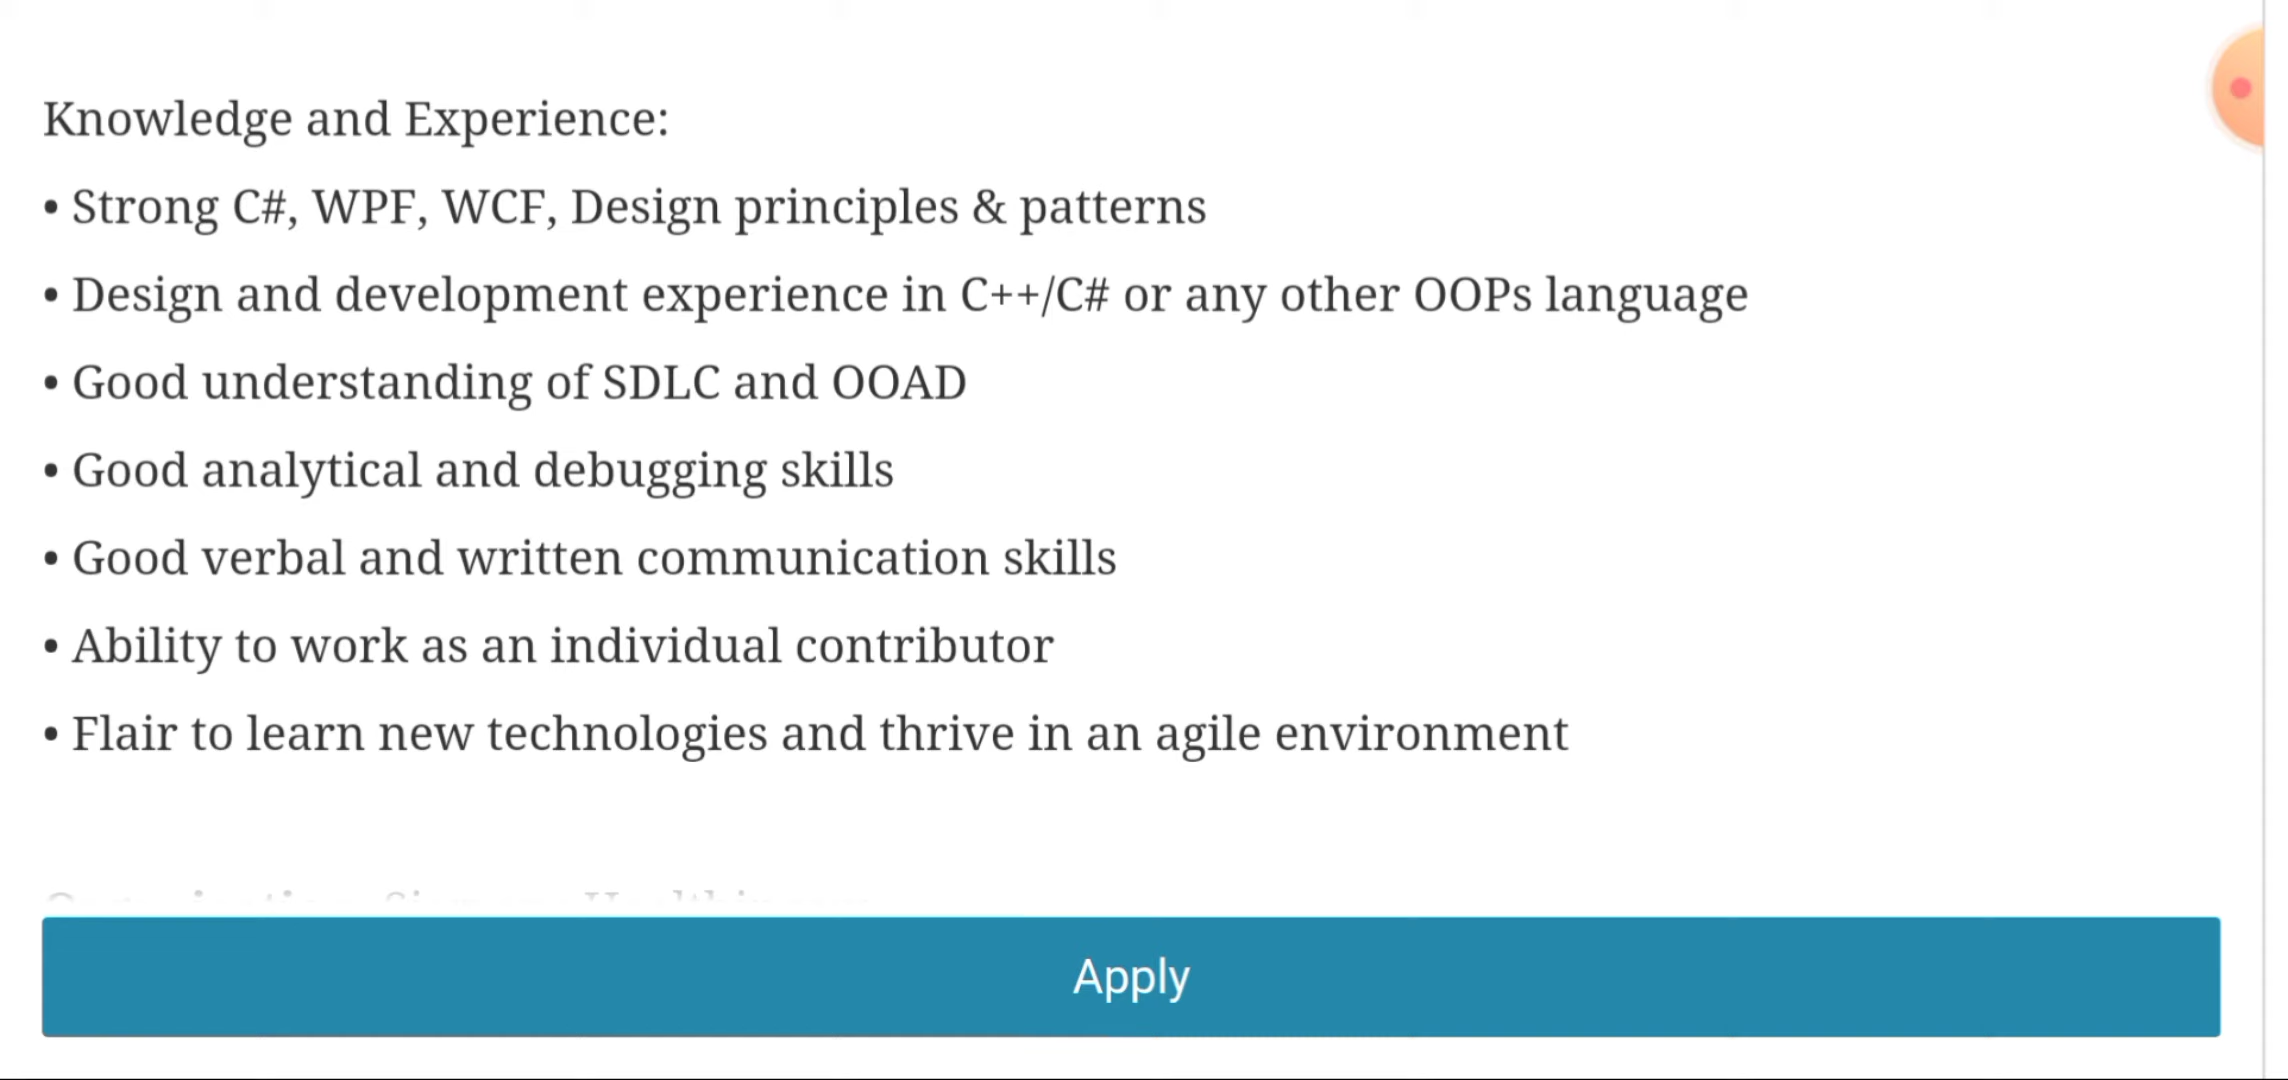 Knowledge and Experience:
• Strong C#, WPF, WCF, Design principles & patterns
• Design and development experience in C++/C# or any other OOPs language
• Good understanding of SDLC and OOAD
• Good analytical and debugging skills
• Good verbal and written communication skills
• Ability to work as an individual contributor
• Flair to learn new technologies and thrive in an agile environment
Apply